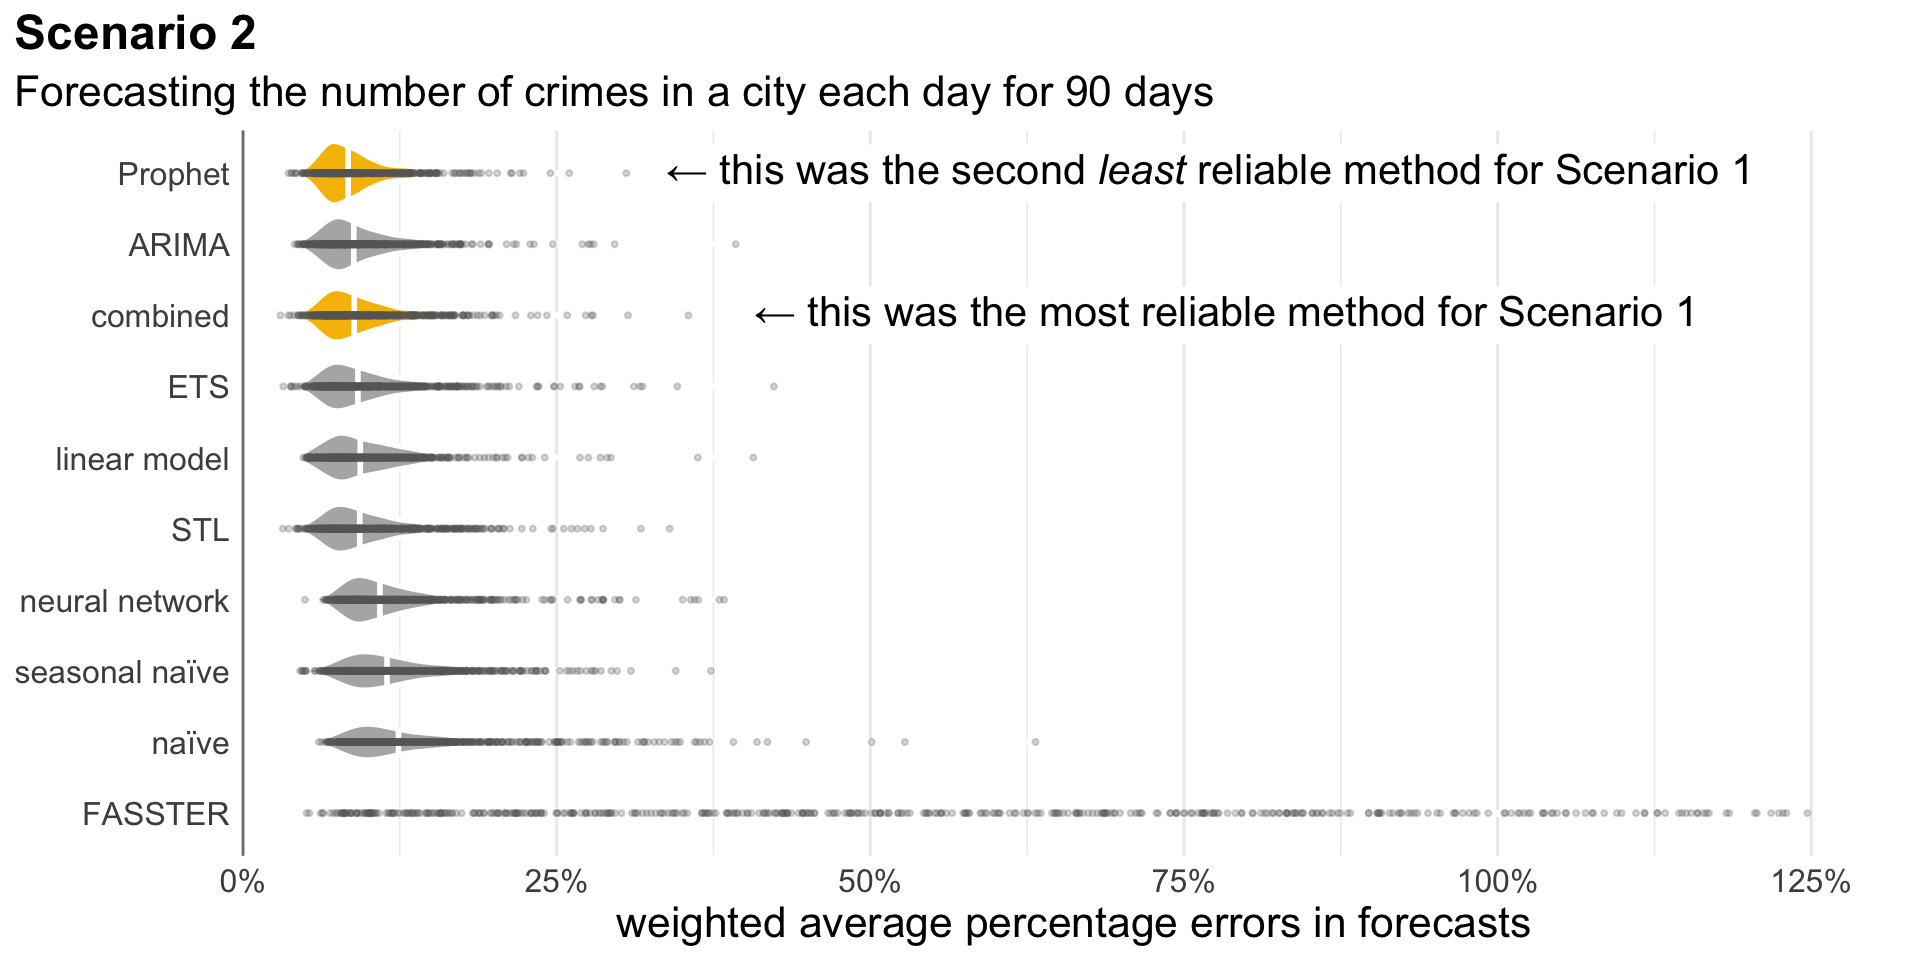 Scenario 2
Forecasting the number of crimes in a city each day for 90 days
Prophet
← this was the second least reliable method for Scenario 1
ARIMA
combined
← this was the most reliable method for Scenario 1
ETS
linear model
STL
neural network
seasonal naïve
naïve
FASSTER
0% 25% 50% 75% 100% 125%
weighted average percentage errors in forecasts